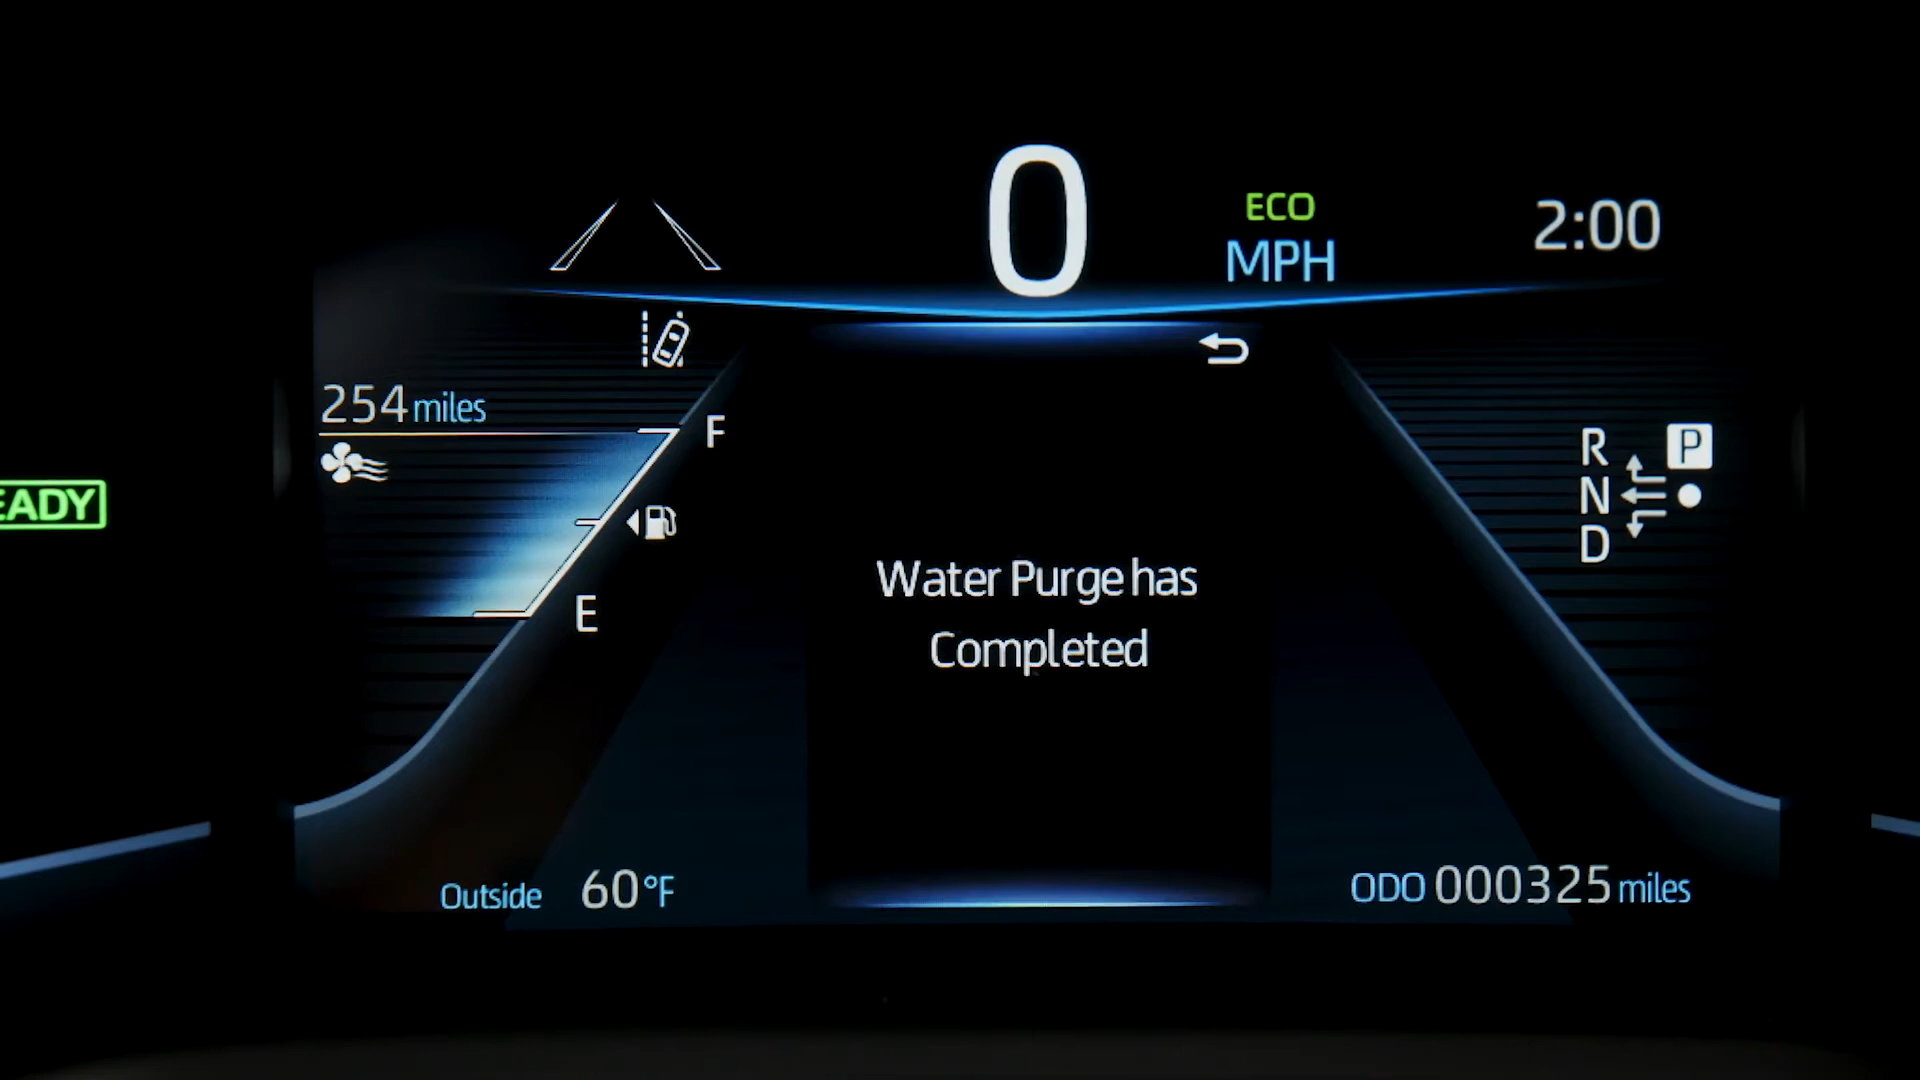 0
ECO
MPH
2:00
254 miles
F
E
EADY
Water Purge has
Completed
R
P
N
D
Outside 60°F
ODO 000325 miles